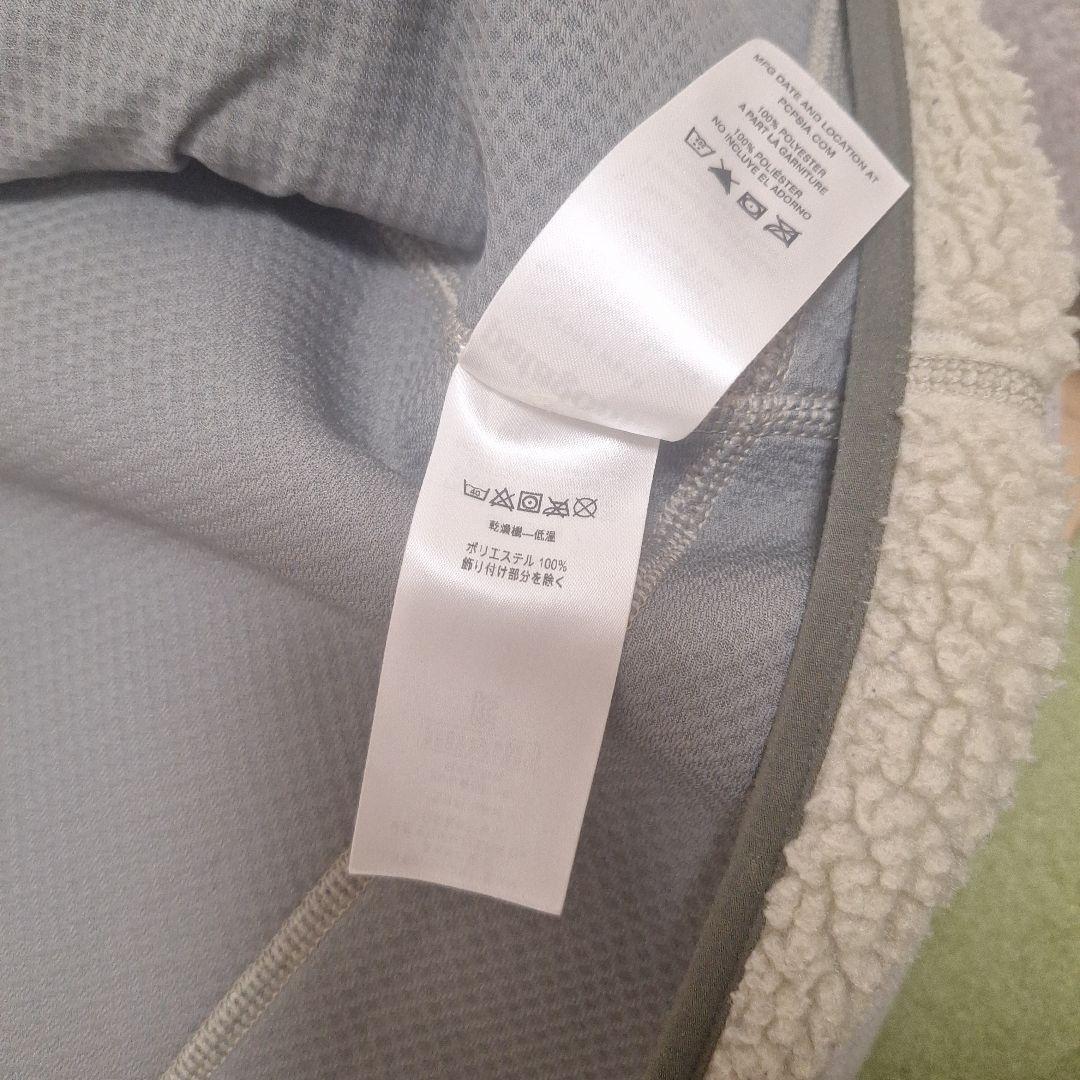 MFG DATE AND LOCATION AT
PCPSIA.COM
100% POLYESTER
A PART LA GARNITURE
100% POLIÉSTER
NO INCLUYE EL ADORNO
乾燥機—低温
ポリエステル 100%
飾り付け部分を除く